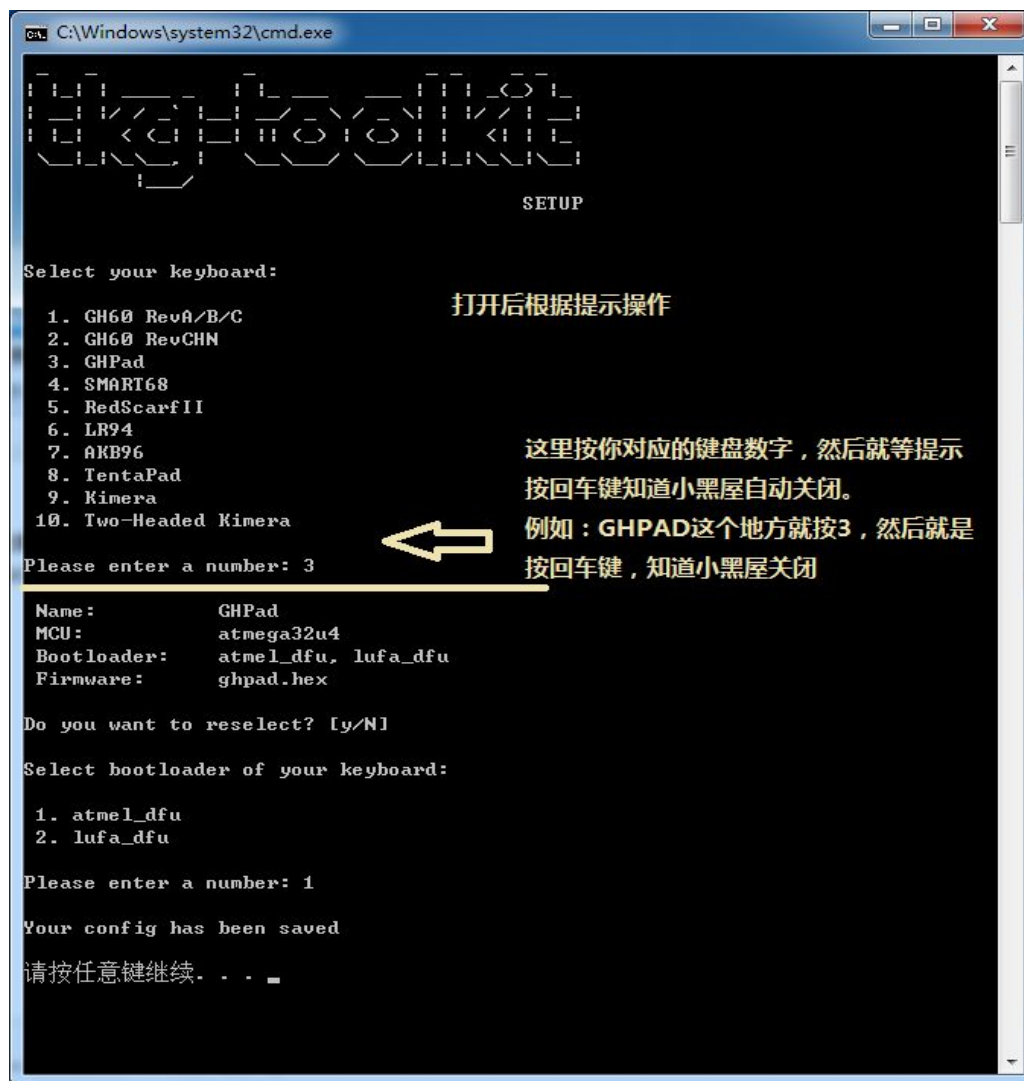 C:\Windows\system32\cmd.exe
tkg-toolkit
SETUP
Select your keyboard:
打开后根据提示操作
1. GH60 RevA/B/C
2. GH60 RevCHN
3. GHPad
4. SMART68
5. RedScarfII
6. LR94
7. AKB96
8. TentaPad
9. Kimera
10. Two-Headed Kimera
这里按你对应的键盘数字，然后就等提示
按回车键知道小黑屋自动关闭。
例如：GHPAD这个地方就按3，然后就是
按回车键，知道小黑屋关闭
Please enter a number: 3
Name: GHPad
MCU: atmega32u4
Bootloader: atmel_dfu, lufa_dfu
Firmware: ghpad.hex
Do you want to reselect? [y/N]
Select bootloader of your keyboard:
1. atmel_dfu
2. lufa_dfu
Please enter a number: 1
Your config has been saved
请按任意键继续. . .